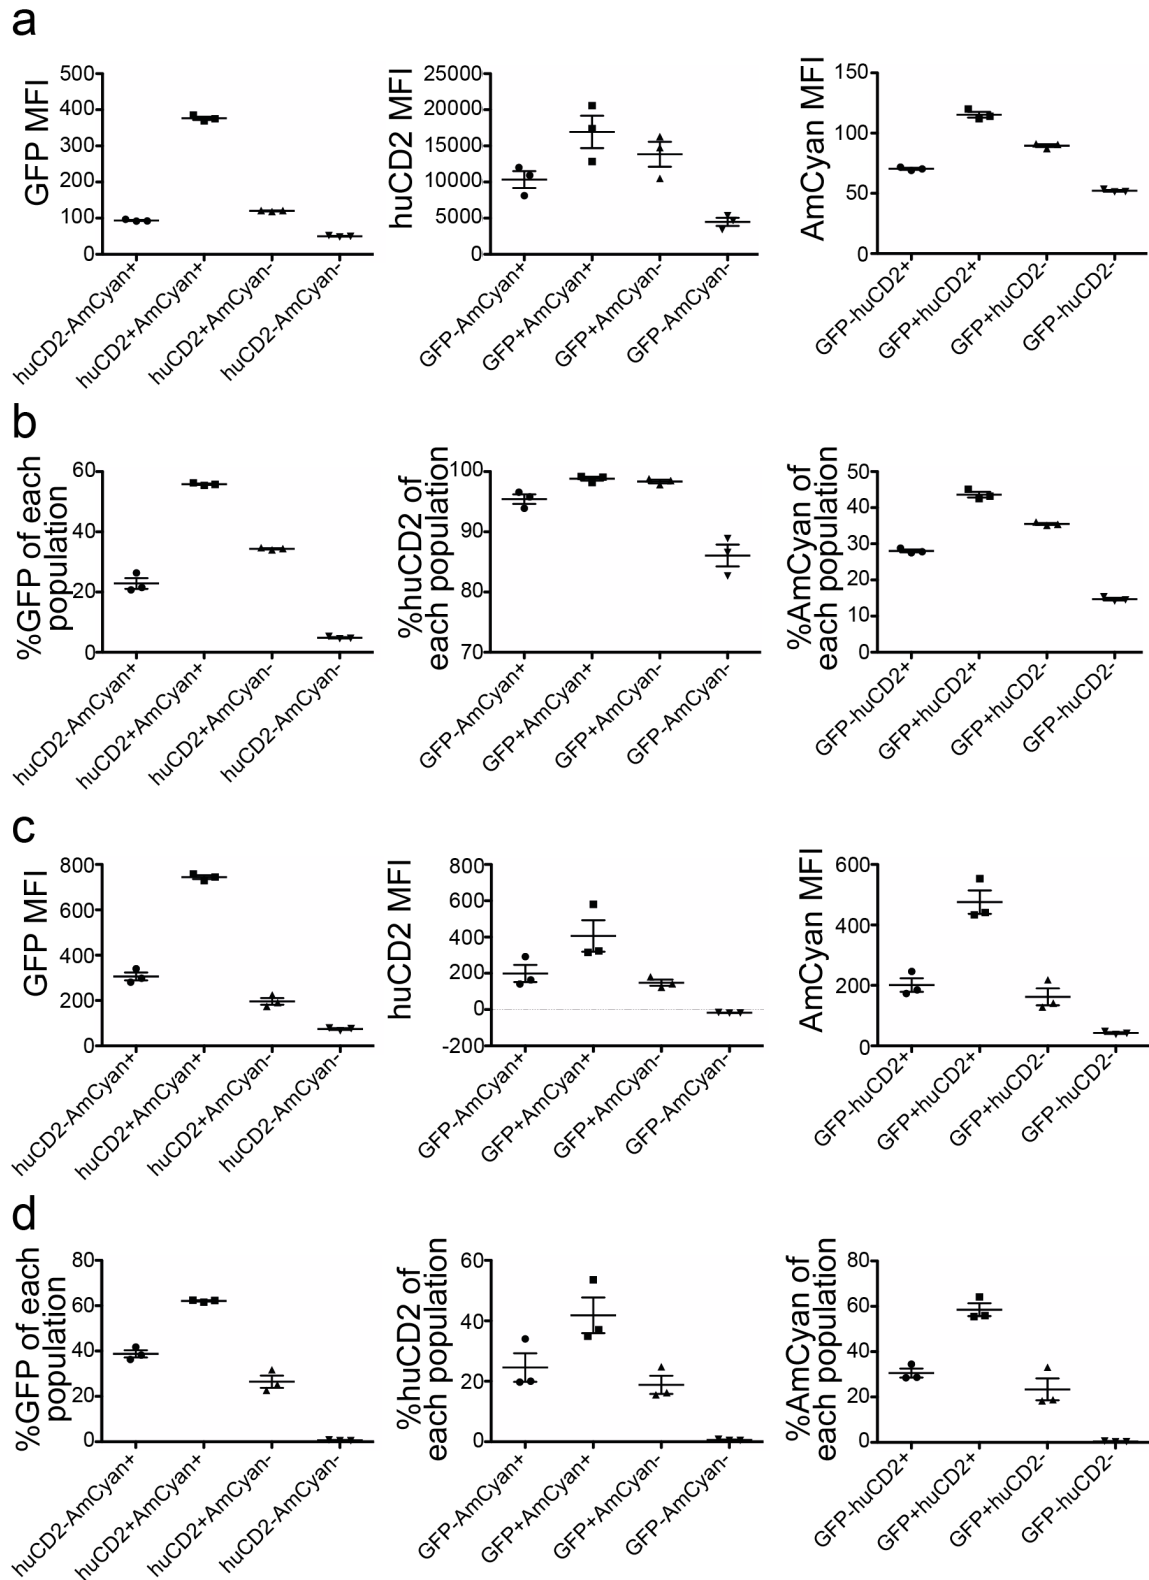 a
GFP MFI
500
400
300
200
100
0
huCD2-AmCyan+
huCD2+AmCyan+
huCD2+AmCyan-
huCD2-AmCyan-
huCD2 MFI
25000
20000
15000
10000
5000
0
GFP-AmCyan+
GFP+AmCyan+
GFP+AmCyan-
GFP-AmCyan-
AmCyan MFI
150
100
50
0
GFP-huCD2+
GFP+huCD2+
GFP+huCD2-
GFP-huCD2-
b
%GFP of each
population
60
40
20
0
huCD2-AmCyan+
huCD2+AmCyan+
huCD2+AmCyan-
huCD2-AmCyan-
%huCD2 of
each population
100
90
80
70
GFP-AmCyan+
GFP+AmCyan+
GFP+AmCyan-
GFP-AmCyan-
%AmCyan of
each population
50
40
30
20
10
0
GFP-huCD2+
GFP+huCD2+
GFP+huCD2-
GFP-huCD2-
c
GFP MFI
800
600
400
200
0
huCD2-AmCyan+
huCD2+AmCyan+
huCD2+AmCyan-
huCD2-AmCyan-
huCD2 MFI
800
600
400
200
0
-200
GFP-AmCyan+
GFP+AmCyan+
GFP+AmCyan-
GFP-AmCyan-
AmCyan MFI
600
400
200
0
GFP-huCD2+
GFP+huCD2+
GFP+huCD2-
GFP-huCD2-
d
%GFP of each
population
80
60
40
20
0
huCD2-AmCyan+
huCD2+AmCyan+
huCD2+AmCyan-
huCD2-AmCyan-
%huCD2 of
each population
60
40
20
0
GFP-AmCyan+
GFP+AmCyan+
GFP+AmCyan-
GFP-AmCyan-
%AmCyan of
each population
80
60
40
20
0
GFP-huCD2+
GFP+huCD2+
GFP+huCD2-
GFP-huCD2-